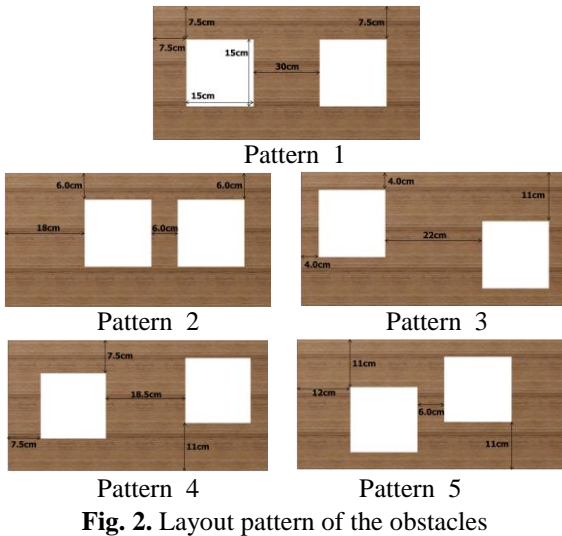 7.5cm 7.5cm
7.5cm 15cm
30cm
15cm
Pattern 1
6.0cm 6.0cm
18cm 6.0cm
Pattern 2
4.0cm 11cm
22cm
4.0cm
Pattern 3
7.5cm
18.5cm
7.5cm 11cm
Pattern 4
11cm
12cm 6.0cm
11cm
Pattern 5
Fig. 2. Layout pattern of the obstacles